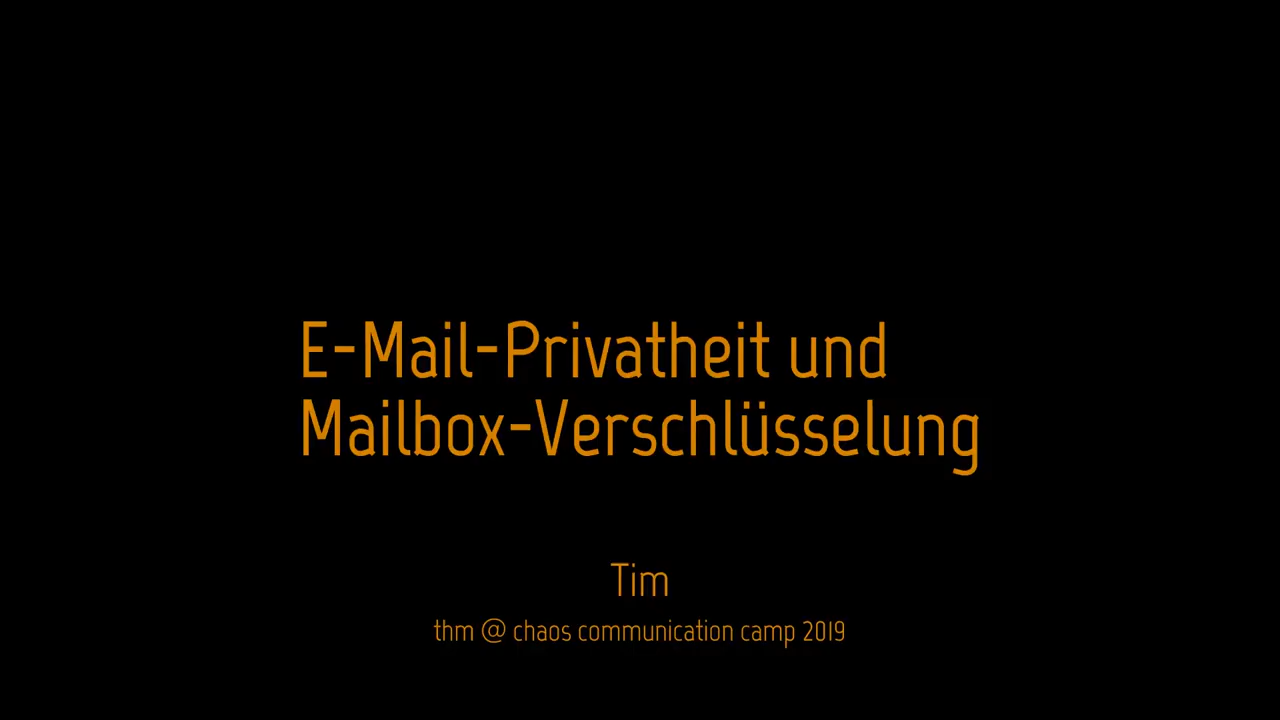 E-Mail-Privatheit und
Mailbox-Verschlüsselung
Tim
thm @ chaos communication camp 2019